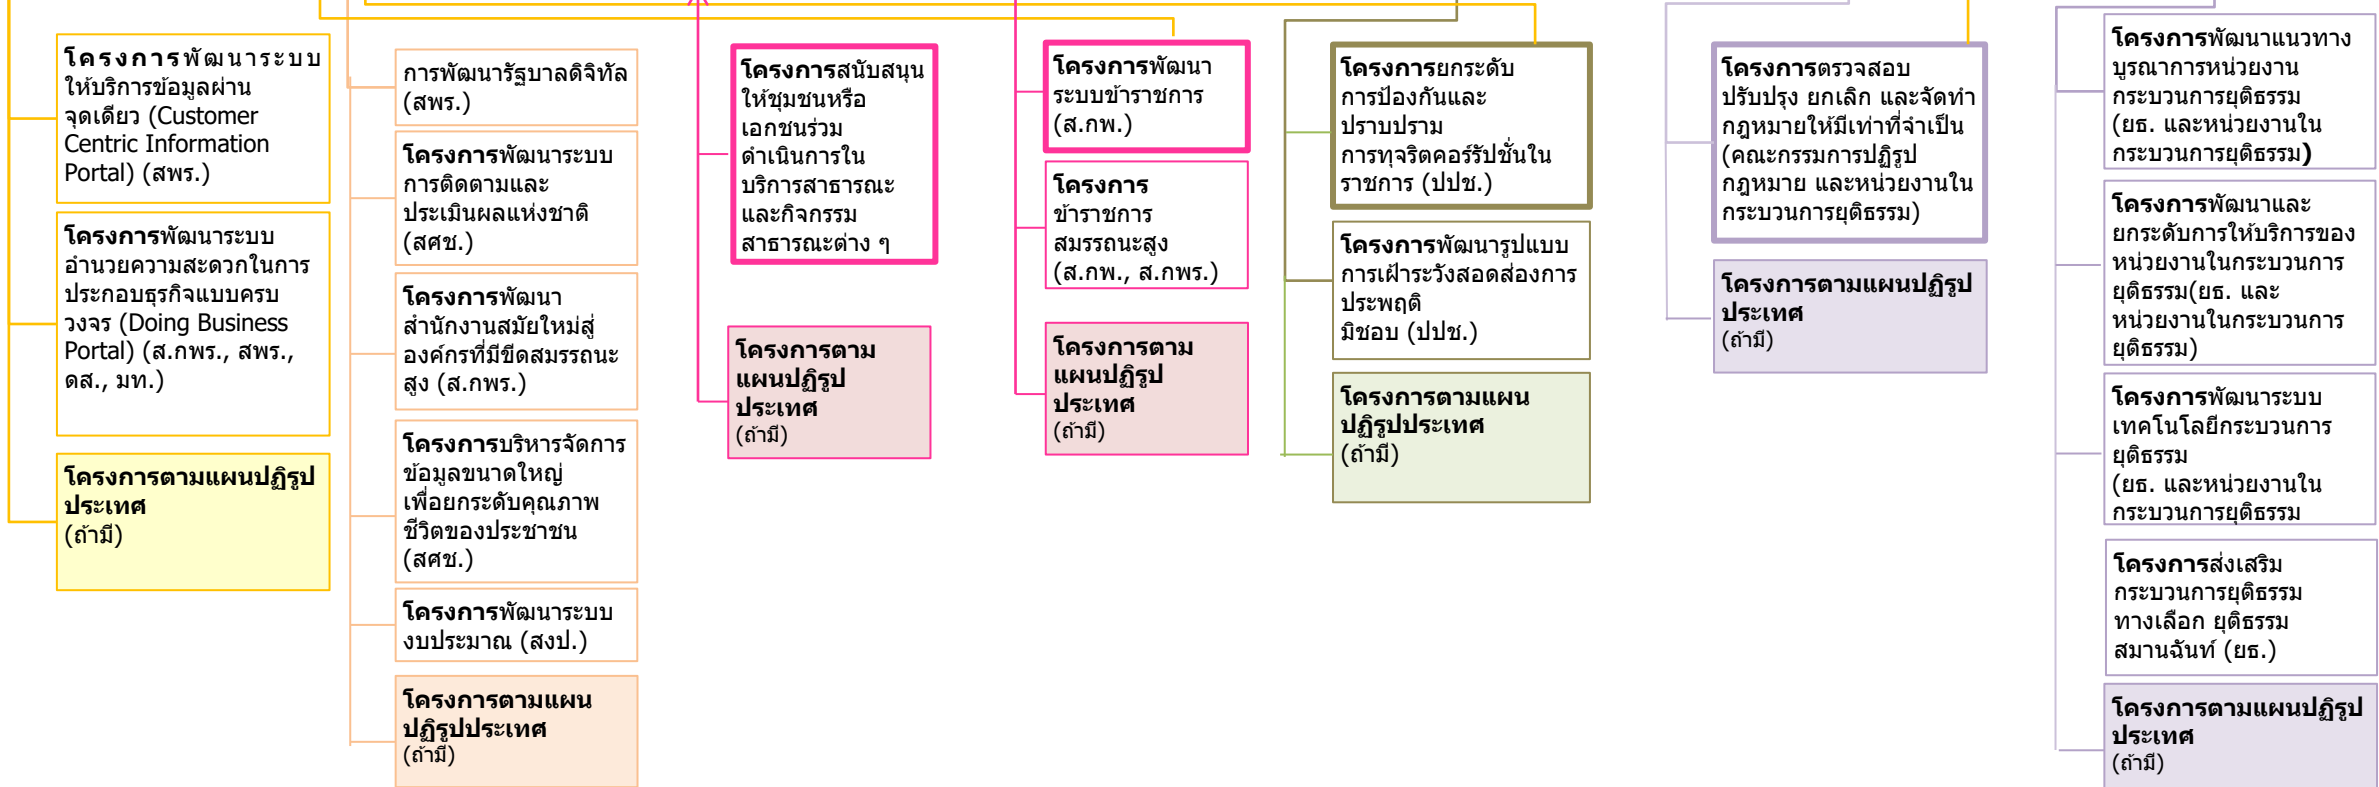 โครงการพัฒนาระบบ
ให้บริการข้อมูลผ่าน
จุดเดียว (Customer
Centric Information
Portal) (สพร.)
โครงการพัฒนาระบบ
อำนวยความสะดวกในการ
ประกอบธุรกิจแบบครบ
วงจร (Doing Business
Portal) (ส.กพร., สพร.,
ดส., มท.)
โครงการตามแผนปฏิรูป
ประเทศ
(ถ้ามี)
การพัฒนารัฐบาลดิจิทัล
(สพร.)
โครงการพัฒนาระบบ
การติดตามและ
ประเมินผลแห่งชาติ
(สศช.)
โครงการพัฒนา
สำนักงานสมัยใหม่สู่
องค์กรที่มีขีดสมรรถนะ
สูง (ส.กพร.)
โครงการบริหารจัดการ
ข้อมูลขนาดใหญ่
เพื่อยกระดับคุณภาพ
ชีวิตของประชาชน
(สศช.)
โครงการพัฒนาระบบ
งบประมาณ (สงป.)
โครงการตามแผน
ปฏิรูปประเทศ
(ถ้ามี)
โครงการสนับสนุน
ให้ชุมชนหรือ
เอกชนร่วม
ดำเนินการใน
บริการสาธารณะ
และกิจกรรม
สาธารณะต่าง ๆ
โครงการตาม
แผนปฏิรูป
ประเทศ
(ถ้ามี)
โครงการพัฒนา
ระบบข้าราชการ
(ส.กพ.)
โครงการ
ข้าราชการ
สมรรถนะสูง
(ส.กพ., ส.กพร.)
โครงการตาม
แผนปฏิรูป
ประเทศ
(ถ้ามี)
โครงการยกระดับ
การป้องกันและ
ปราบปราม
การทุจริตคอร์รัปชั่นใน
ราชการ (ปปช.)
โครงการพัฒนารูปแบบ
การเฝ้าระวังสอดส่องการ
ประพฤติ
มิชอบ (ปปช.)
โครงการตามแผน
ปฏิรูปประเทศ
(ถ้ามี)
โครงการตรวจสอบ
ปรับปรุง ยกเลิก และจัดทำ
กฎหมายให้มีเท่าที่จำเป็น
(คณะกรรมการปฏิรูป
กฎหมาย และหน่วยงานใน
กระบวนการยุติธรรม)
โครงการตามแผนปฏิรูป
ประเทศ
(ถ้ามี)
โครงการพัฒนาแนวทาง
บูรณาการหน่วยงาน
กระบวนการยุติธรรม
(ยธ. และหน่วยงานใน
กระบวนการยุติธรรม)
โครงการพัฒนาและ
ยกระดับการให้บริการของ
หน่วยงานในกระบวนการ
ยุติธรรม(ยธ. และ
หน่วยงานในกระบวนการ
ยุติธรรม)
โครงการพัฒนาระบบ
เทคโนโลยีกระบวนการ
ยุติธรรม
(ยธ. และหน่วยงานใน
กระบวนการยุติธรรม
โครงการส่งเสริม
กระบวนการยุติธรรม
ทางเลือก ยุติธรรม
สมานฉันท์ (ยธ.)
โครงการตามแผนปฏิรูป
ประเทศ
(ถ้ามี)